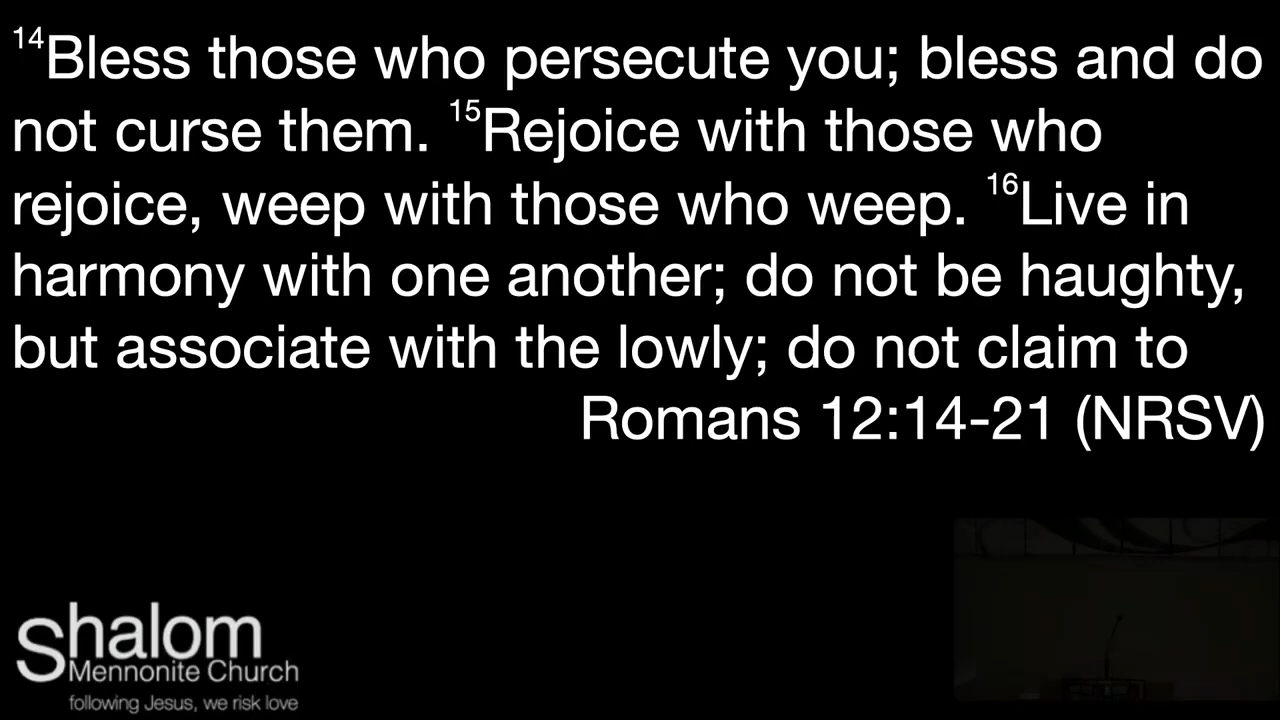 14Bless those who persecute you; bless and do
not curse them. 15Rejoice with those who
rejoice, weep with those who weep. 16Live in
harmony with one another; do not be haughty,
but associate with the lowly; do not claim to
Romans 12:14-21 (NRSV)
Shalom
Mennonite Church
following Jesus, we risk love